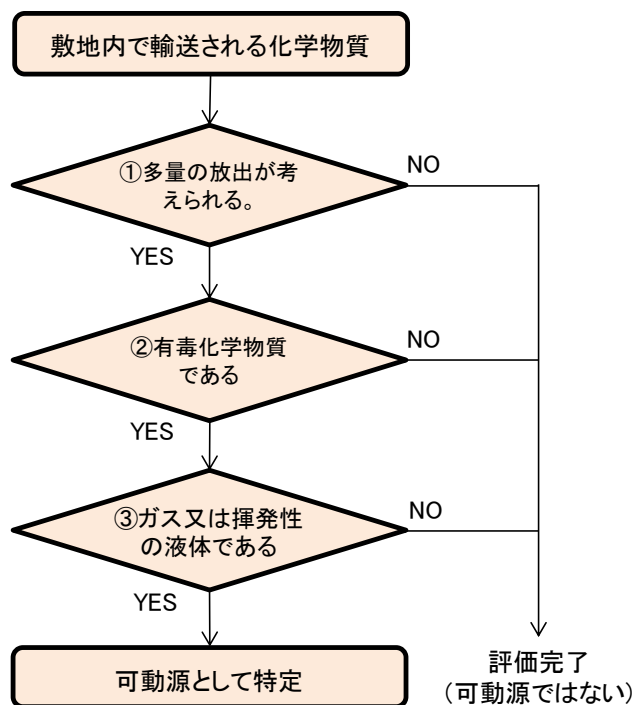 敷地内で輸送される化学物質
①多量の放出が考
えられる。
NO
YES
②有毒化学物質
である
NO
YES
③ガス又は揮発性
の液体である
NO
YES
可動源として特定
評価完了
（可動源ではない）